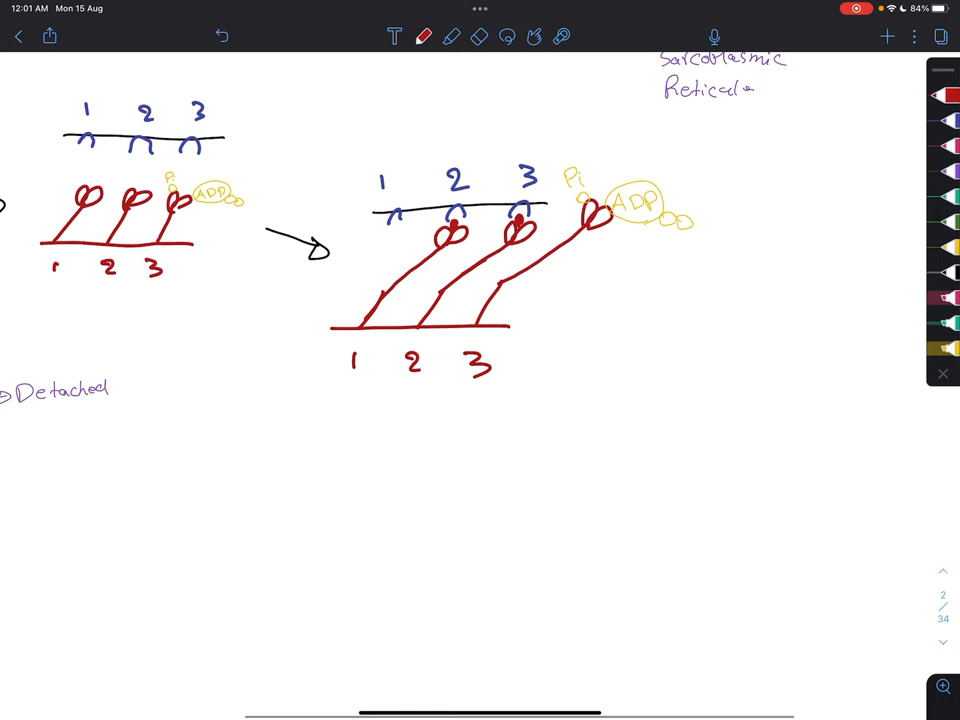 12:01 AM Mon 15 Aug
84%
Sarcoplasmic
Reticula
1 2 3
Pi
ADP
1 2 3
1 2 3
Pi
ADP
1 2 3
Detached
2
/
34